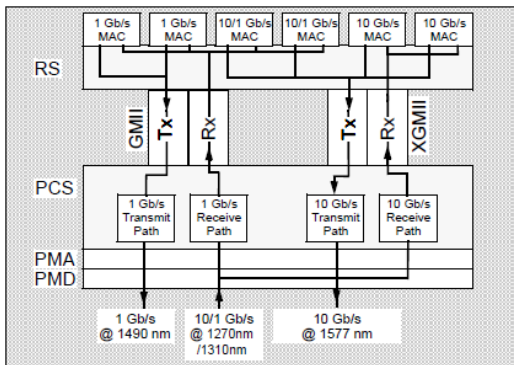 1 Gb/s
MAC
1 Gb/s
MAC
10/1 Gb/s
MAC
10/1 Gb/s
MAC
10 Gb/s
MAC
10 Gb/s
MAC
RS
GMII
Tx
Rx
Tx
Rx
XGMII
PCS
1 Gb/s
Transmit
Path
1 Gb/s
Receive
Path
10 Gb/s
Transmit
Path
10 Gb/s
Receive
Path
PMA
PMD
1 Gb/s
@ 1490 nm
10/1 Gb/s
@ 1270nm
/1310nm
10 Gb/s
@ 1577 nm